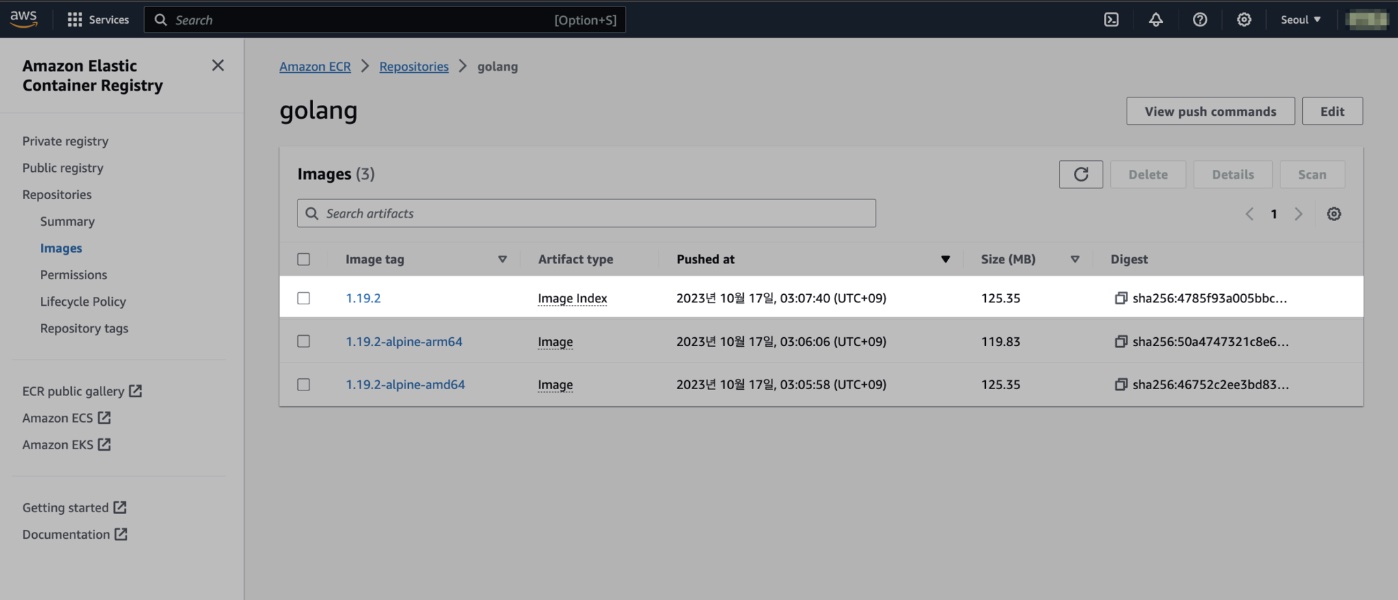 aws Services Search [Option+S] Seoul ▼
Amazon Elastic
Container Registry
Private registry
Public registry
Repositories
Summary
Images
Permissions
Lifecycle Policy
Repository tags
ECR public gallery
Amazon ECS
Amazon EKS
Getting started
Documentation
Amazon ECR > Repositories > golang
golang
View push commands Edit
Images (3)
Delete Details Scan
Search artifacts
1
Image tag Artifact type Pushed at Size (MB) Digest
1.19.2 Image Index 2023년 10월 17일, 03:07:40 (UTC+09) 125.35 sha256:4785f93a005bbc...
1.19.2-alpine-arm64 Image 2023년 10월 17일, 03:06:06 (UTC+09) 119.83 sha256:50a4747321c8e6...
1.19.2-alpine-amd64 Image 2023년 10월 17일, 03:05:58 (UTC+09) 125.35 sha256:46752c2ee3bd83...